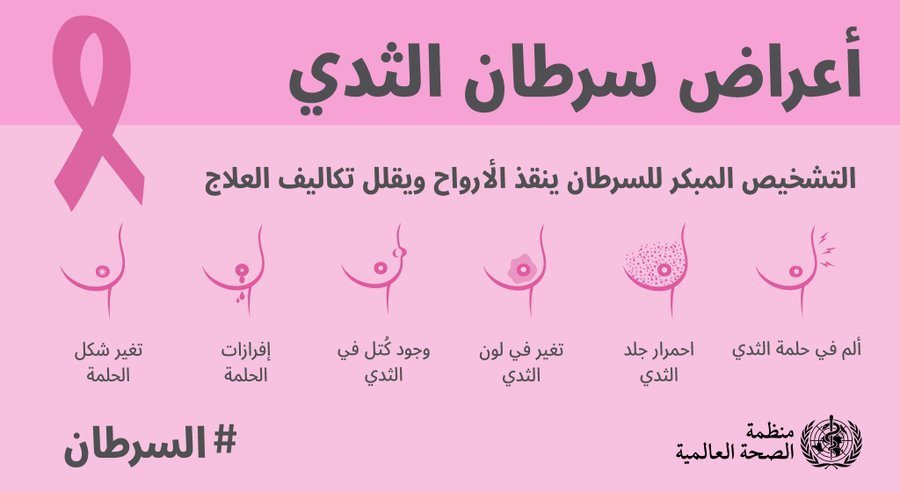 أعراض سرطان الثدي
التشخيص المبكر للسرطان ينقذ الأرواح ويقلل تكاليف العلاج
ألم في حلمة الثدي
احمرار جلد
الثدي
تغير في لون
الثدي
وجود كُتل في
الثدي
إفرازات
الحلمة
تغير شكل
الحلمة
منظمة
الصحة العالمية
#السرطان